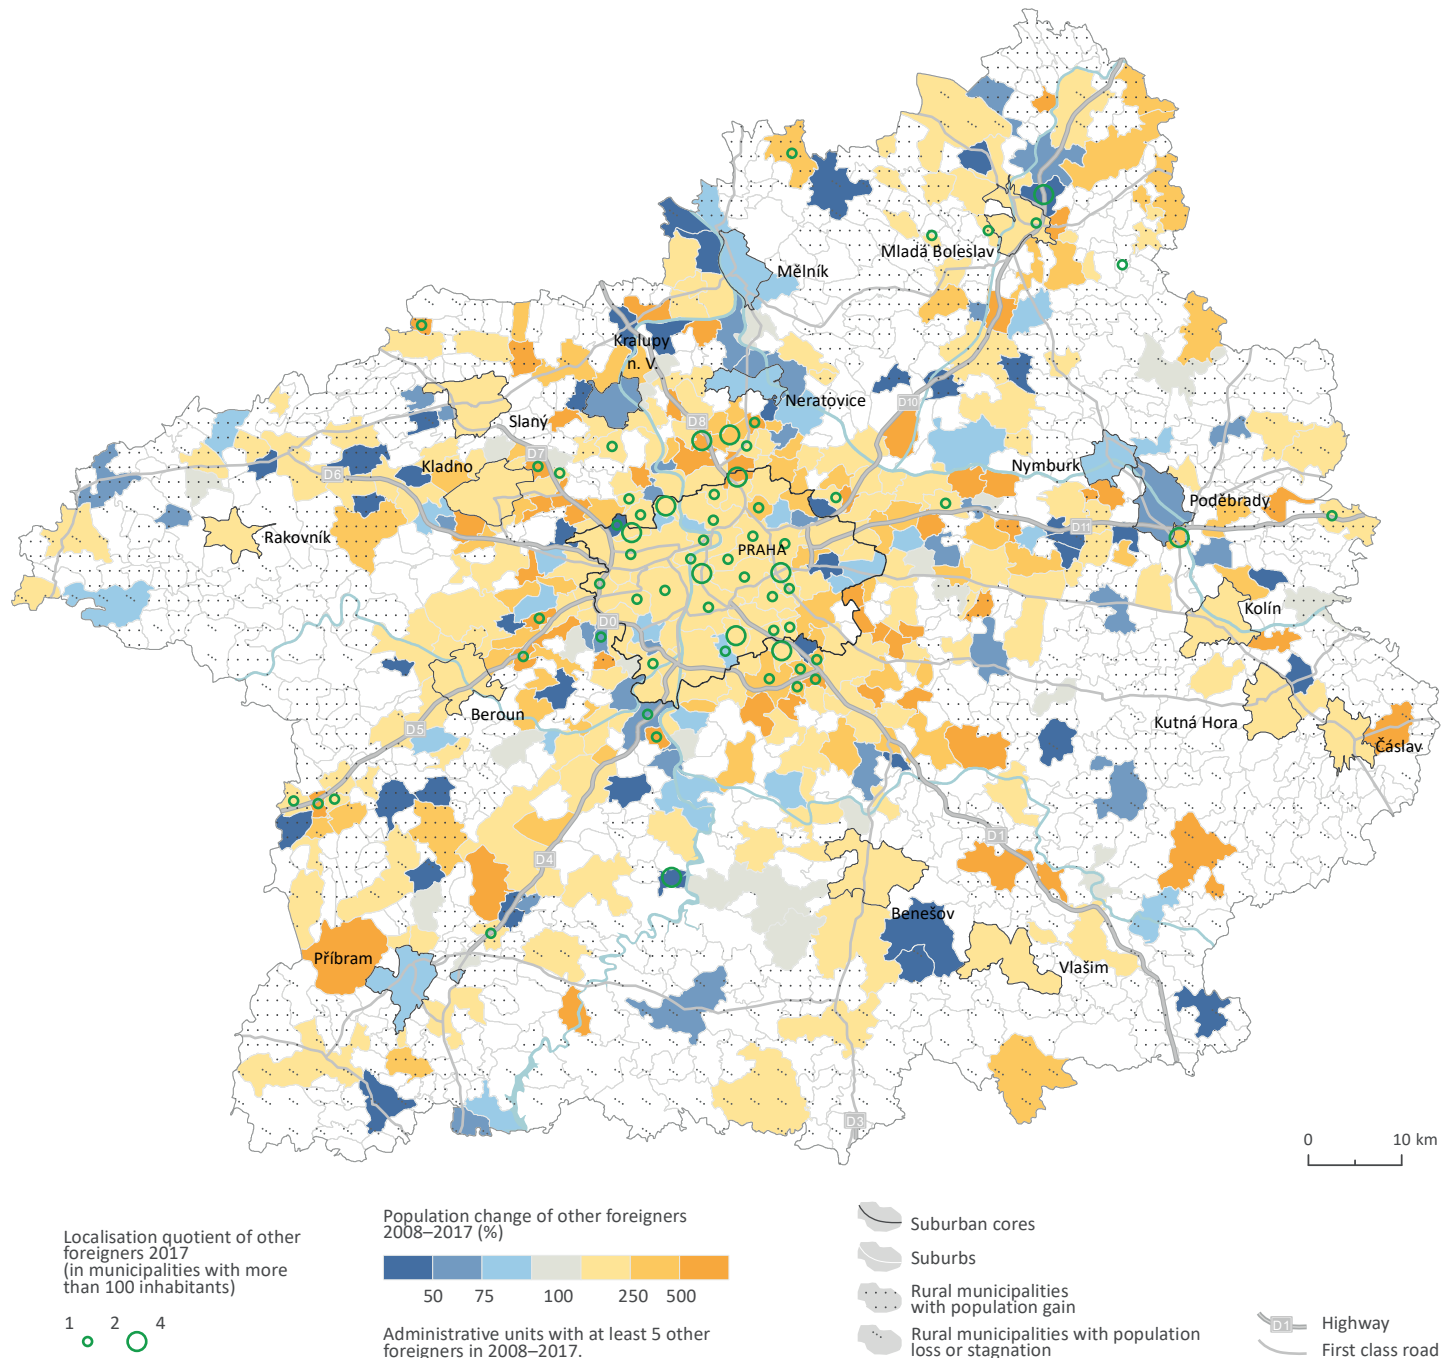 Mladá Boleslav
Mělník
Kralupy
n. V.
Neratovice
D10
D8
Slaný
D7
Kladno
D6
Nymburk
Poděbrady
Rakovník
D11
PRAHA
Kolín
D0
Beroun
Kutná Hora
D5
Čáslav
D1
D4
Benešov
Příbram
Vlašim
D3
0 10 km
Localisation quotient of other
foreigners 2017
(in municipalities with more
than 100 inhabitants)
1 2 4
Population change of other foreigners
2008–2017 (%)
50 75 100 250 500
Administrative units with at least 5 other
foreigners in 2008–2017.
Suburban cores
Suburbs
Rural municipalities
with population gain
Rural municipalities with population
loss or stagnation
D1 Highway
First class road